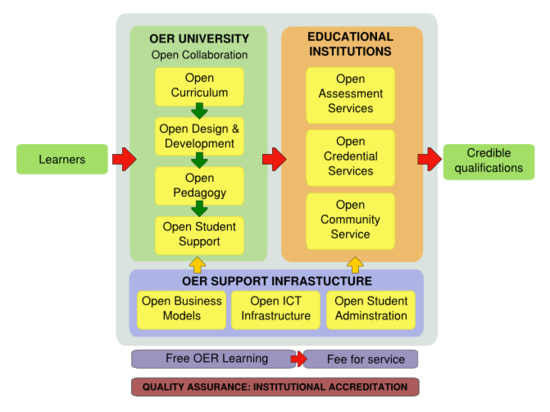 OER UNIVERSITY
Open Collaboration
Open
Curriculum
Open Design &
Development
Open
Pedagogy
Open Student
Support
EDUCATIONAL
INSTITUTIONS
Open
Assessment
Services
Open
Credential
Services
Open
Community
Service
Learners
Credible
qualifications
OER SUPPORT INFRASTUCTURE
Open Business
Models
Open ICT
Infrastructure
Open Student
Adminstration
Free OER Learning
Fee for service
QUALITY ASSURANCE: INSTITUTIONAL ACCREDITATION